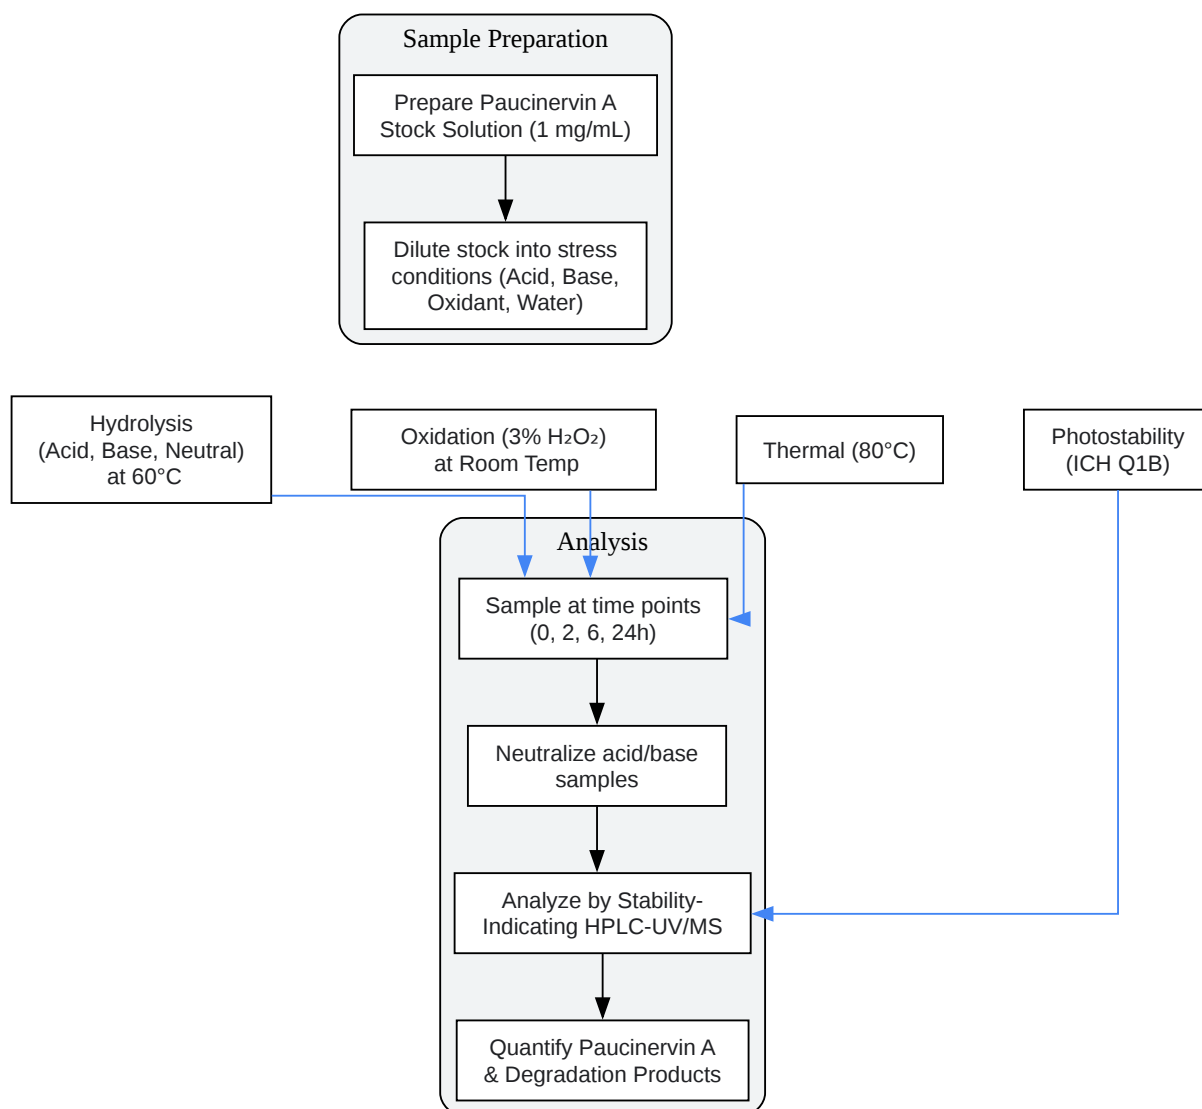 Sample Preparation
Prepare Paucinervin A
Stock Solution (1 mg/mL)
Dilute stock into stress
conditions (Acid, Base,
Oxidant, Water)
Hydrolysis
(Acid, Base, Neutral)
at 60°C
Oxidation (3% H₂O₂)
at Room Temp
Thermal (80°C)
Photostability
(ICH Q1B)
Analysis
Sample at time points
(0, 2, 6, 24h)
Neutralize acid/base
samples
Analyze by Stability-
Indicating HPLC-UV/MS
Quantify Paucinervin A
& Degradation Products